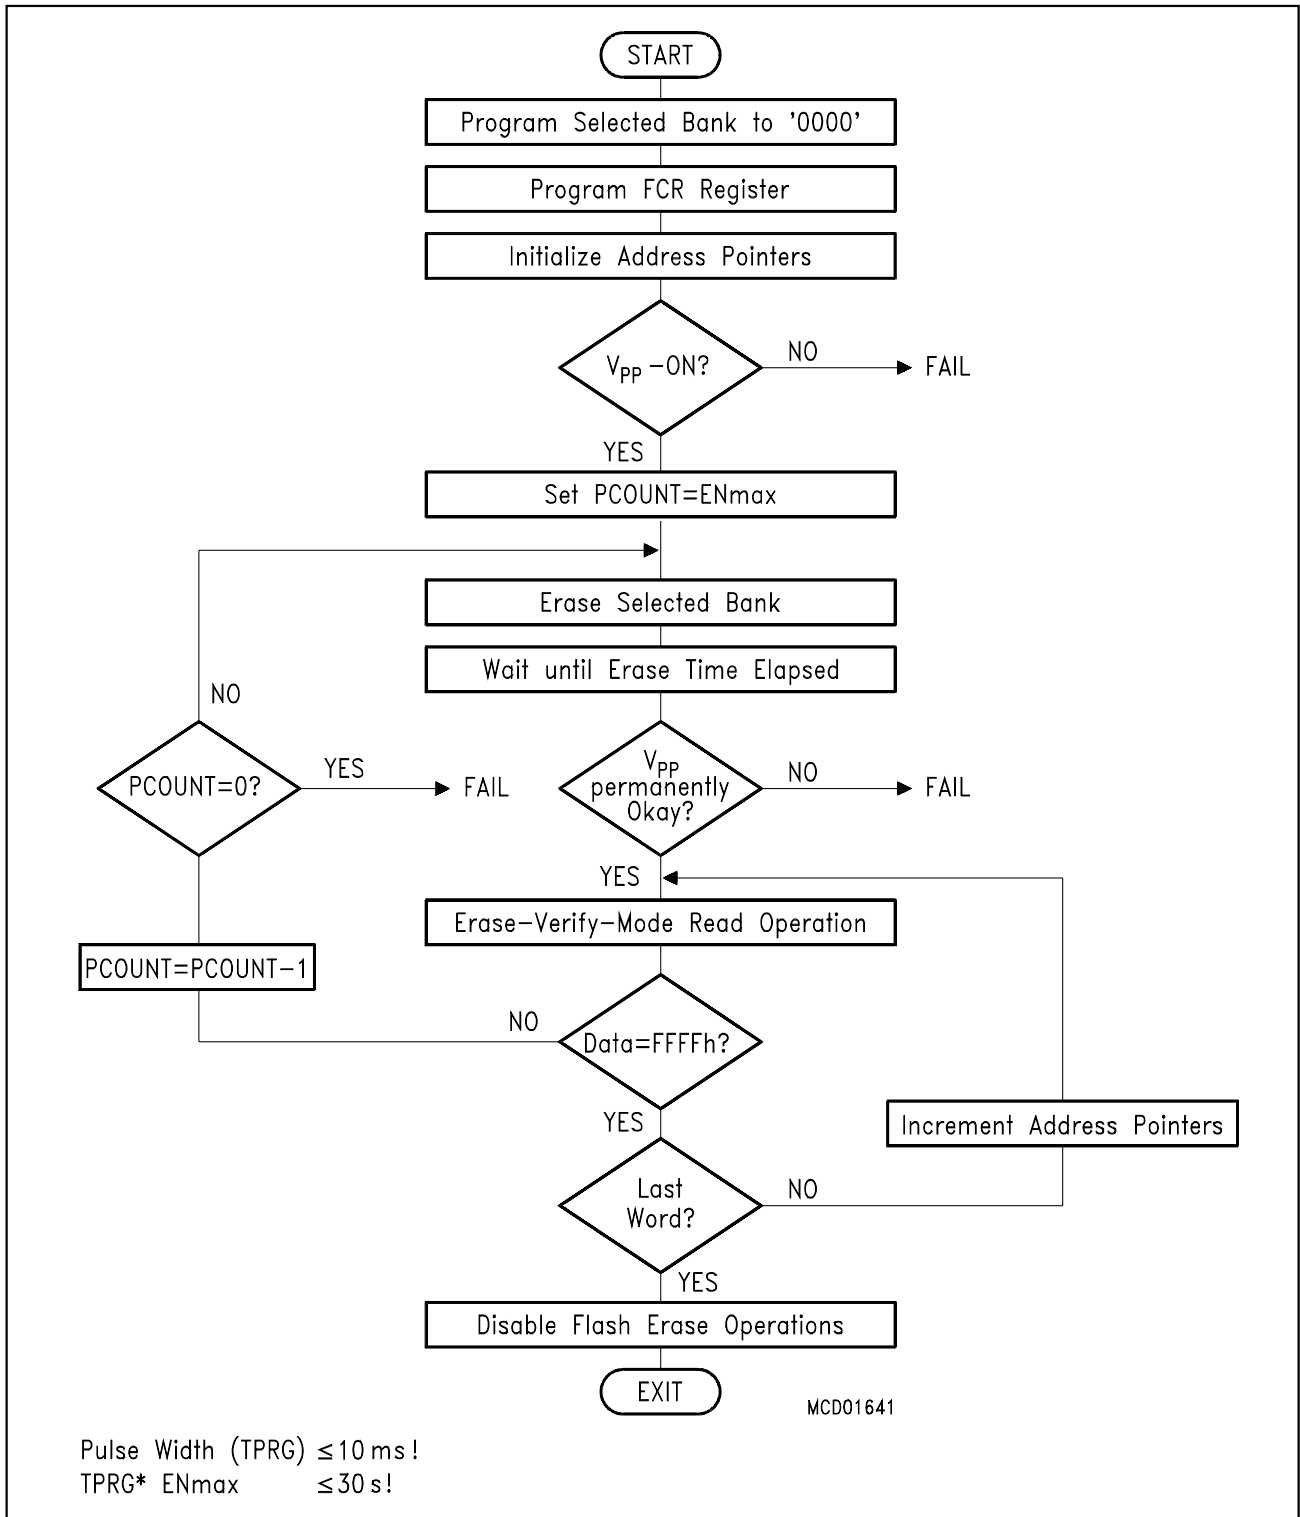 START
Program Selected Bank to '0000'
Program FCR Register
Initialize Address Pointers
VPP -ON?
NO
FAIL
YES
Set PCOUNT=ENmax
Erase Selected Bank
Wait until Erase Time Elapsed
NO
PCOUNT=0?
YES
FAIL
VPP
permanently
Okay?
NO
FAIL
YES
Erase-Verify-Mode Read Operation
PCOUNT=PCOUNT-1
NO
Data=FFFFh?
YES
Increment Address Pointers
Last
Word?
NO
YES
Disable Flash Erase Operations
EXIT
MCD01641
Pulse Width (TPRG) ≤10 ms!
TPRG* ENmax ≤30 s!